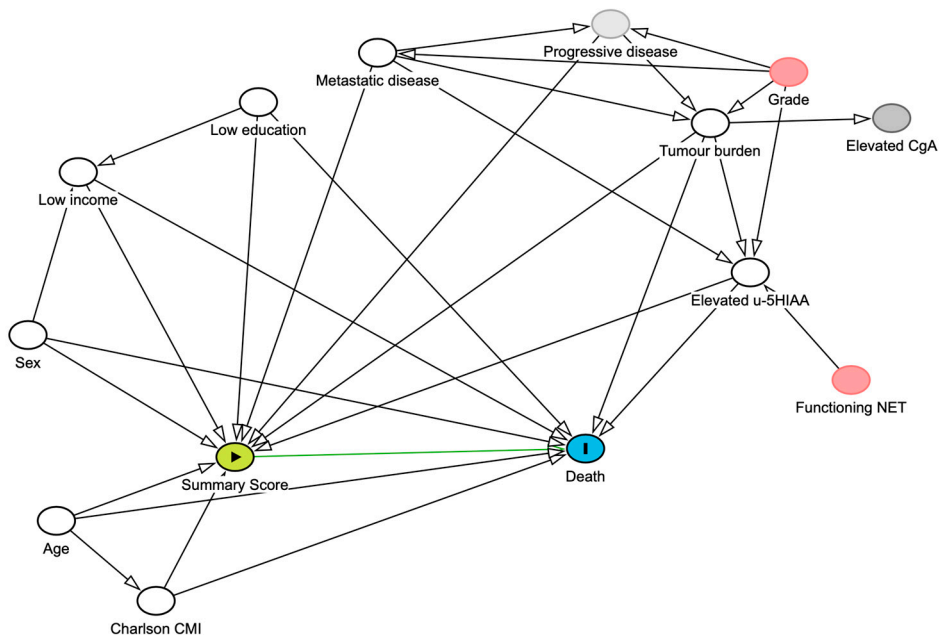 Progressive disease
Metastatic disease
Grade
Low education
Elevated CgA
Tumour burden
Low income
Elevated u-5HIAA
Sex
Functioning NET
Death
Summary Score
Age
Charlson CMI